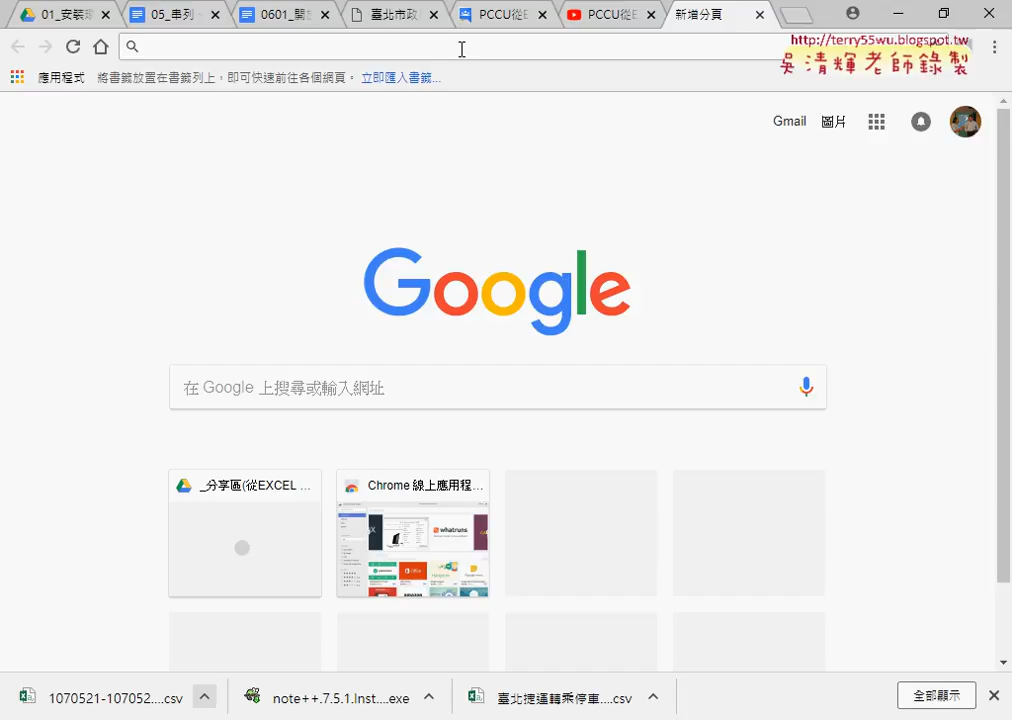 01_安裝環
05_串列
0601_開
臺北市政
PCCU從E
PCCU從E
新增分頁
http://terry55wu.blogspot.tw
吳清輝老師錄製
應用程式 將書籤放置在書籤列上，即可快速前往各個網頁。 立即匯入書籤...
Gmail 圖片
Google
在 Google 上搜尋或輸入網址
_分享區(從EXCEL ...
Chrome 線上應用程...
1070521-107052....csv
note++.7.5.1.Inst....exe
臺北捷運轉乘停車....csv
全部顯示